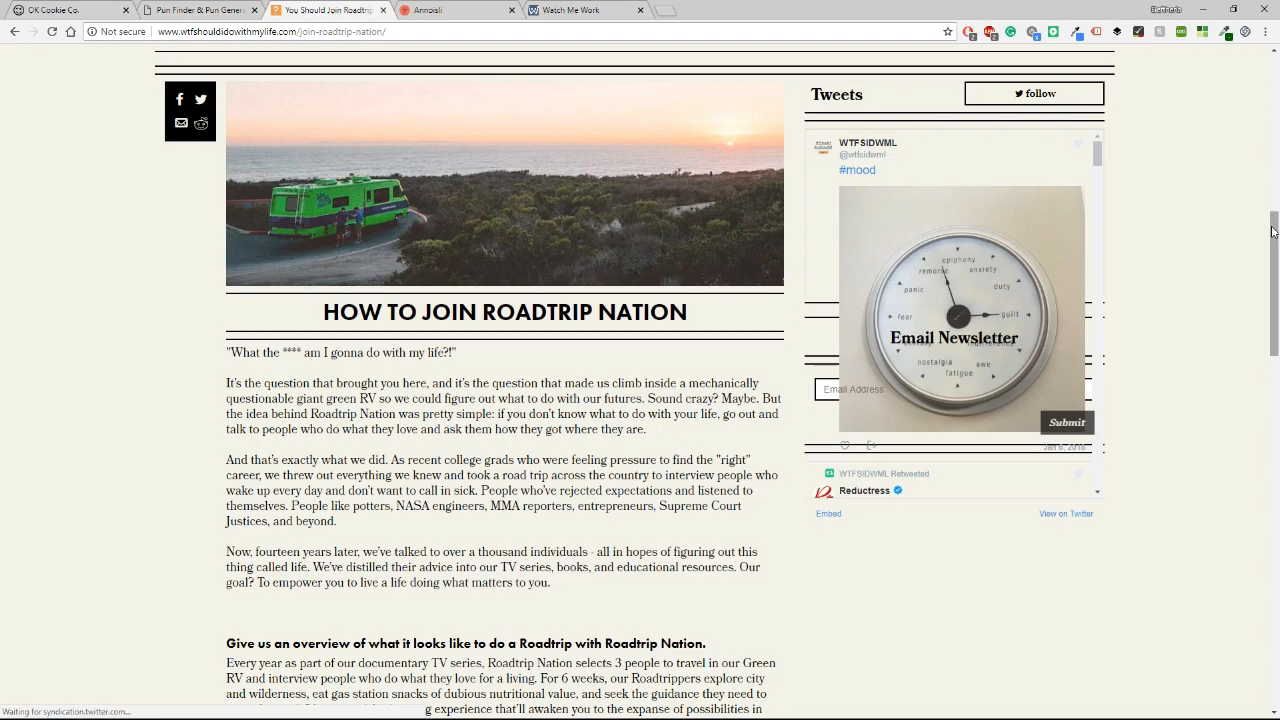 OK Cookie Co.
Pun Finder & Pun Gener
You Should Join Roadtrip
Annoisli
Watch Me Work
Not secure
www.wtfshouldidowithmylife.com/join-roadtrip-nation/
Tweets
follow
WTFSIDWML
@wtfsidwml
#mood
epiphany
remorse
anxiety
panic
duty
fear
guilt
Email Newsletter
indifference
nostalgia
awe
fatigue
Email Address
Submit
Jan 6, 2018
WTFSIDWML Retweeted
Reductress
Embed
View on Twitter
HOW TO JOIN ROADTRIP NATION
"What the **** am I gonna do with my life?!"
It's the question that brought you here, and it's the question that made us climb inside a mechanically
questionable giant green RV so we could figure out what to do with our futures. Sound crazy? Maybe. But
the idea behind Roadtrip Nation was pretty simple: if you don't know what to do with your life, go out and
talk to people who do what they love and ask them how they got where they are.
And that's exactly what we did. As recent college grads who were feeling pressure to find the "right"
career, we threw out everything we knew and took a road trip across the country to interview people who
wake up every day and don't want to call in sick. People who've rejected expectations and listened to
themselves. People like potters, NASA engineers, MMA reporters, entrepreneurs, Supreme Court
Justices, and beyond.
Now, fourteen years later, we've talked to over a thousand individuals - all in hopes of figuring out this
thing called life. We've distilled their advice into our TV series, books, and educational resources. Our
goal? To empower you to live a life doing what matters to you.
Give us an overview of what it looks like to do a Roadtrip with Roadtrip Nation.
Every year as part of our documentary TV series, Roadtrip Nation selects 3 people to travel in our Green
RV and interview people who do what they love for a living. For 6 weeks, our Roadtrippers explore city
and wilderness, eat gas station snacks of dubious nutritional value, and seek the guidance they need to
g experience that'll awaken you to the expanse of possibilities in
Waiting for syndication.twitter.com...